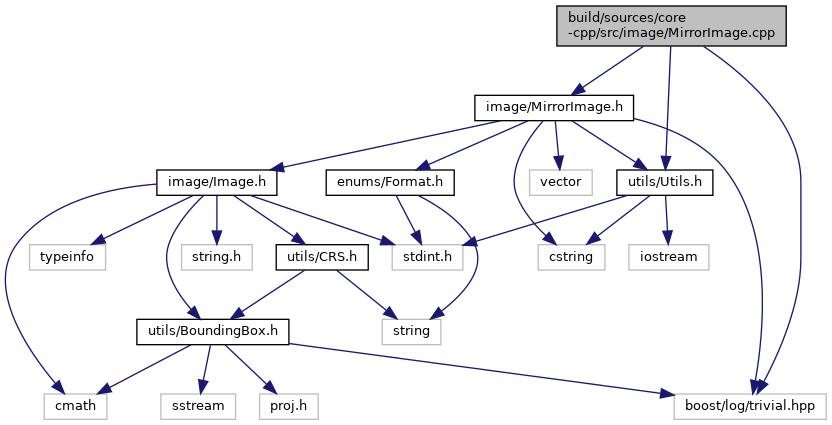 build/sources/core
-cpp/src/image/MirrorImage.cpp
image/MirrorImage.h
image/Image.h
enums/Format.h
vector
utils/Utils.h
typeinfo
string.h
utils/CRS.h
stdint.h
cstring
iostream
utils/BoundingBox.h
string
cmath
sstream
proj.h
boost/log/trivial.hpp